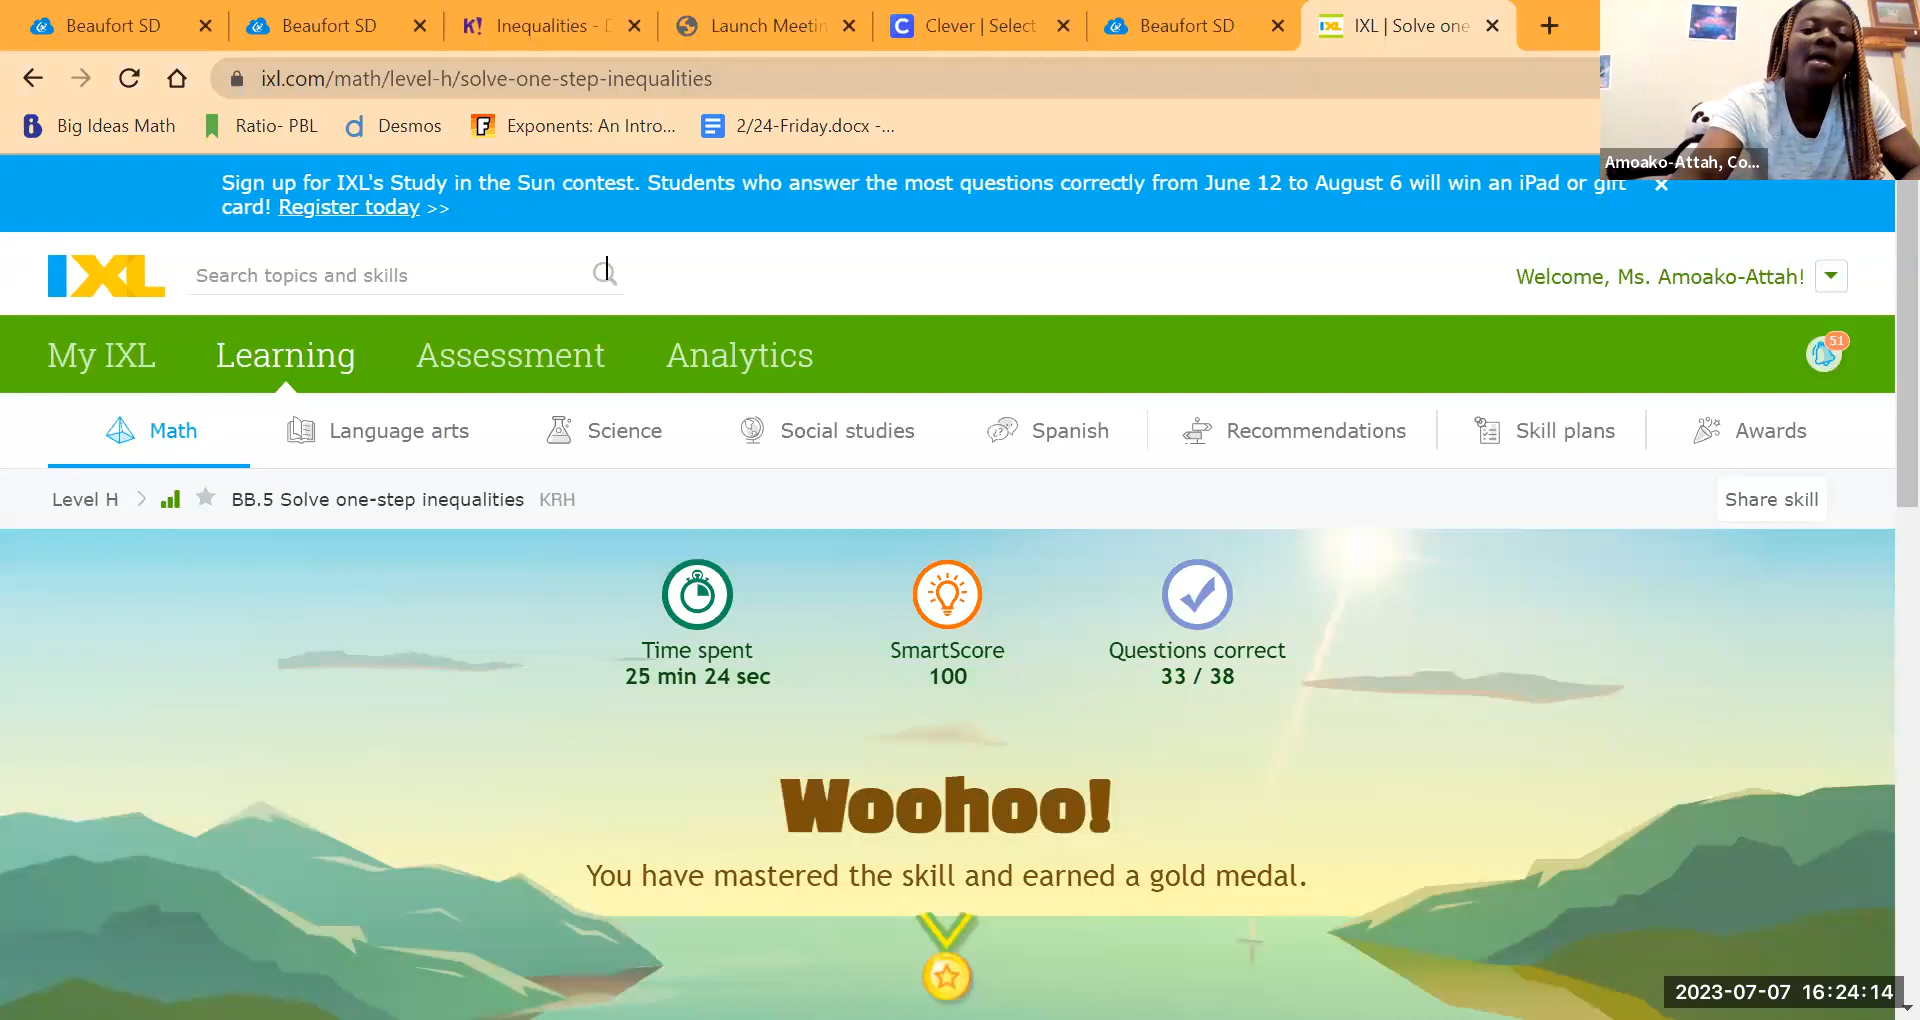 Beaufort SD
Beaufort SD
K! Inequalities - D
Launch Meetin
Clever | Select
Beaufort SD
IXL | Solve one
ixl.com/math/level-h/solve-one-step-inequalities
Big Ideas Math
Ratio- PBL
Desmos
Exponents: An Intro...
2/24-Friday.docx -...
Amoako-Attah, Co...
Sign up for IXL's Study in the Sun contest. Students who answer the most questions correctly from June 12 to August 6 will win an iPad or gift
card! Register today >>
IXL
Search topics and skills
Welcome, Ms. Amoako-Attah!
My IXL
Learning
Assessment
Analytics
51
Math
Language arts
Science
Social studies
Spanish
Recommendations
Skill plans
Awards
Level H
BB.5 Solve one-step inequalities KRH
Share skill
Time spent
25 min 24 sec
SmartScore
100
Questions correct
33 / 38
Woohoo!
You have mastered the skill and earned a gold medal.
2023-07-07 16:24:14